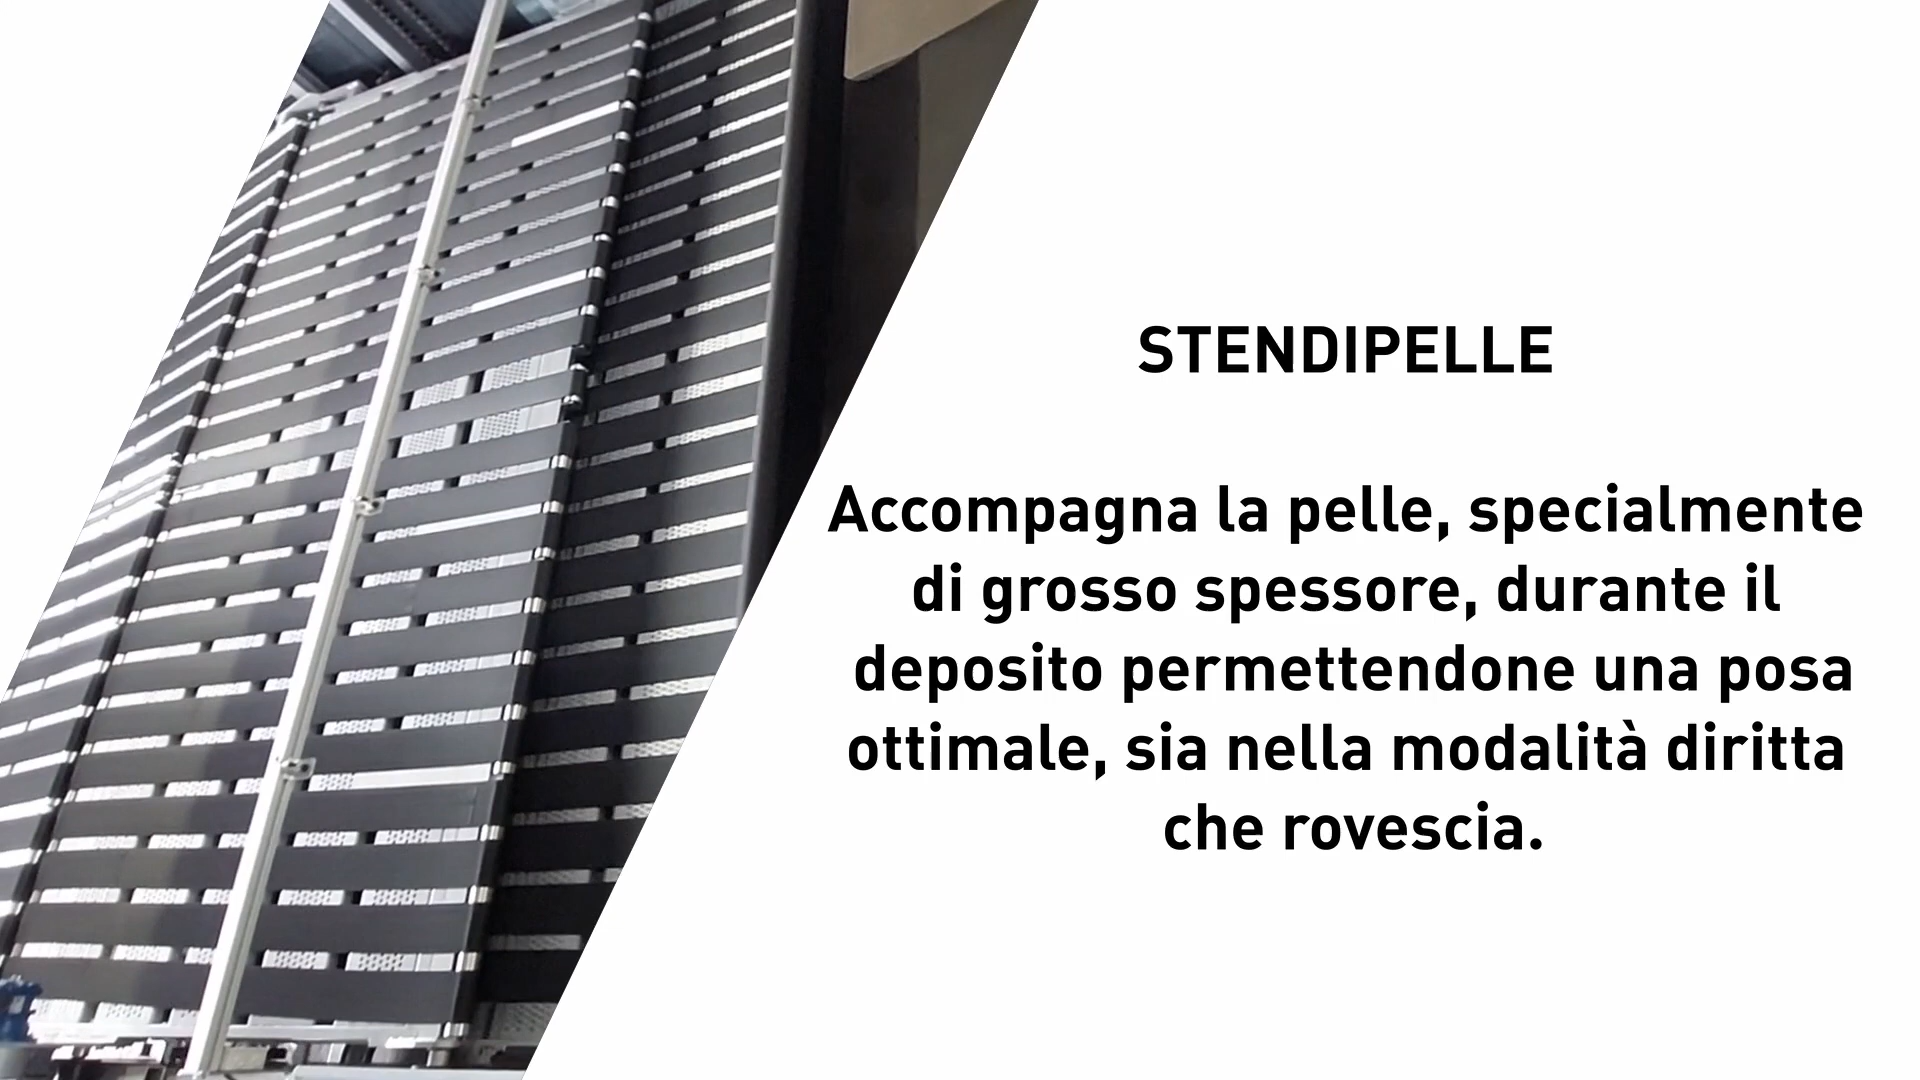 STENDIPELLE
Accompagna la pelle, specialmente
di grosso spessore, durante il
deposito permettendone una posa
ottimale, sia nella modalità diritta
che rovescia.